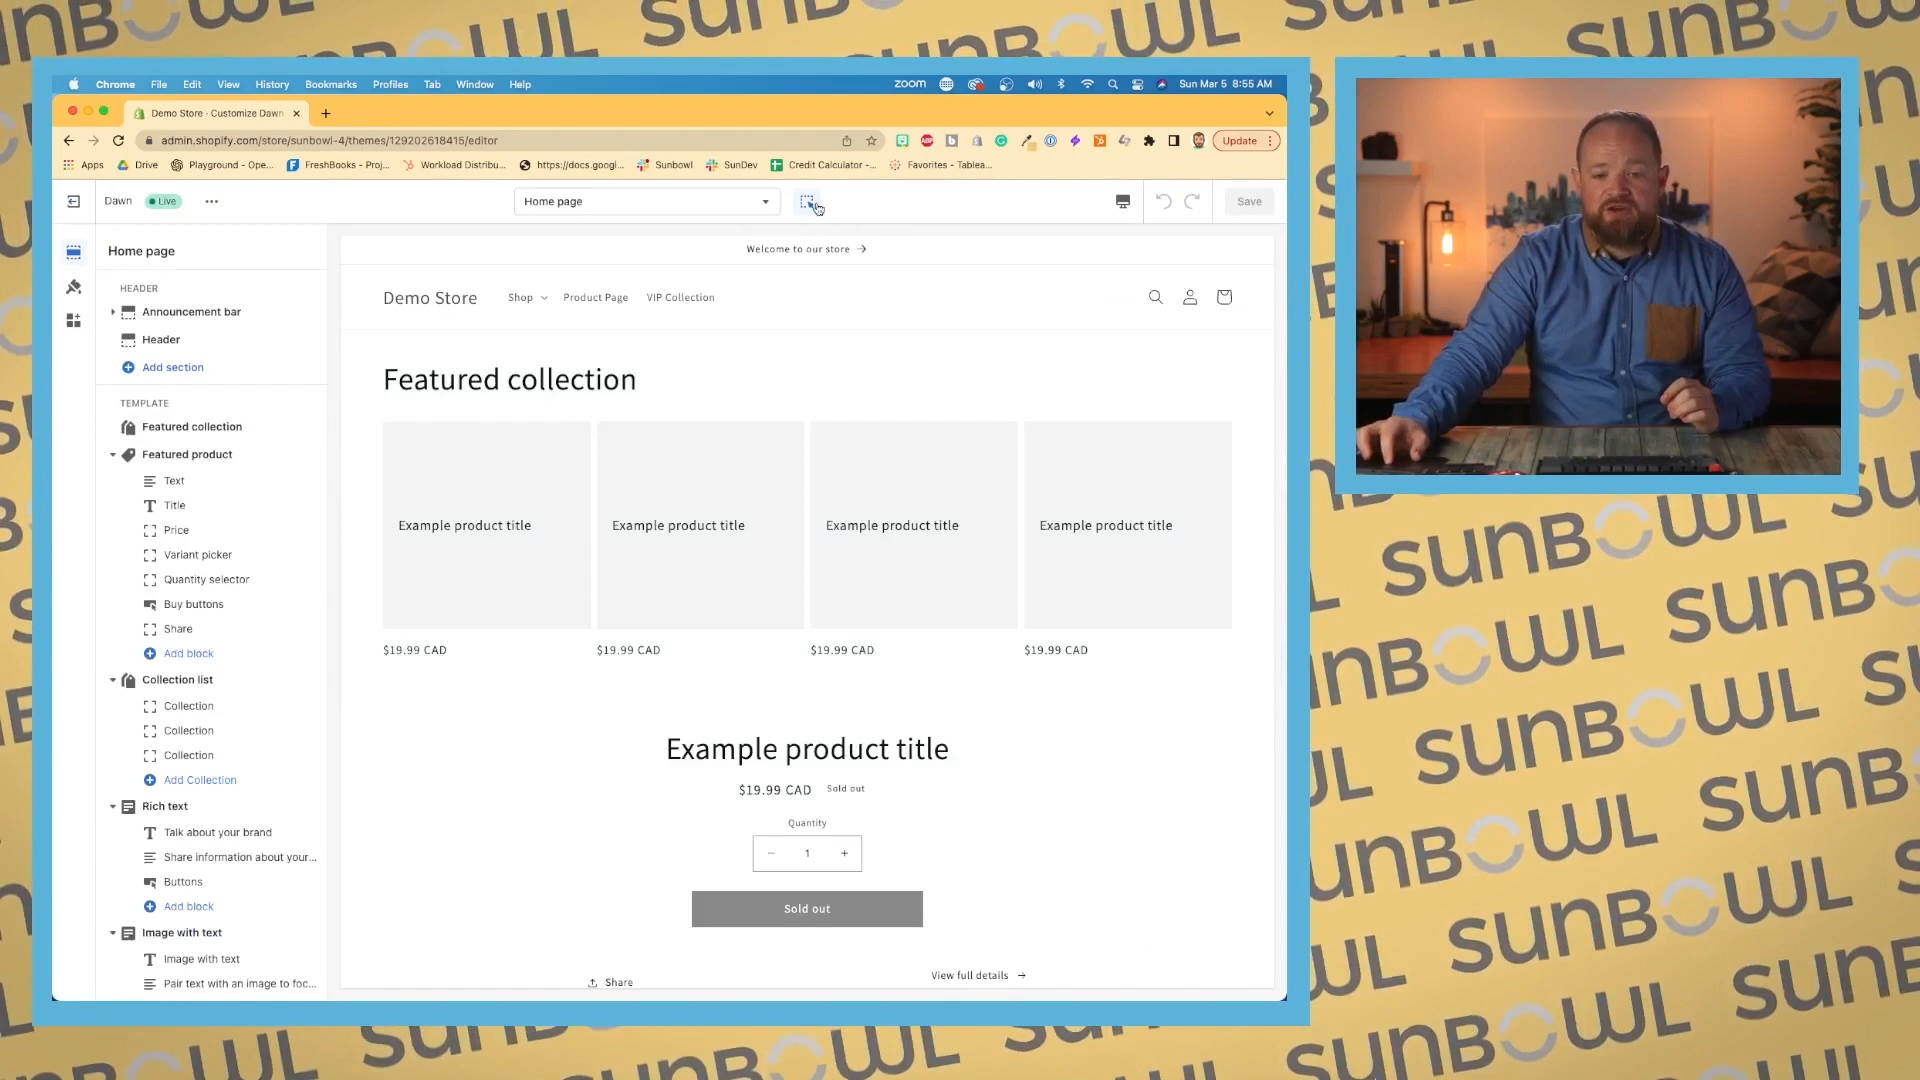 SUNBOWL
Chrome File Edit View History Bookmarks Profiles Tab Window Help
zoom Sun Mar 5 8:55 AM
Demo Store · Customize Dawn
admin.shopify.com/store/sunbowl-4/themes/129202618415/editor
ABP
Update
Apps Drive Playground - Ope... FreshBooks - Proj... Workload Distribu... https://docs.googl... Sunbowl SunDev Credit Calculator -... Favorites - Tablea...
Dawn Live
Home page
Save
Home page
HEADER
Announcement bar
Header
Add section
TEMPLATE
Featured collection
Featured product
Text
Title
Price
Variant picker
Quantity selector
Buy buttons
Share
Add block
Collection list
Collection
Collection
Collection
Add Collection
Rich text
Talk about your brand
Share information about your...
Buttons
Add block
Image with text
Image with text
Pair text with an image to foc...
Welcome to our store →
Demo Store Shop Product Page VIP Collection
Featured collection
Example product title Example product title Example product title Example product title
$19.99 CAD $19.99 CAD $19.99 CAD $19.99 CAD
Example product title
$19.99 CAD Sold out
Quantity
− 1 +
Sold out
Share
View full details →